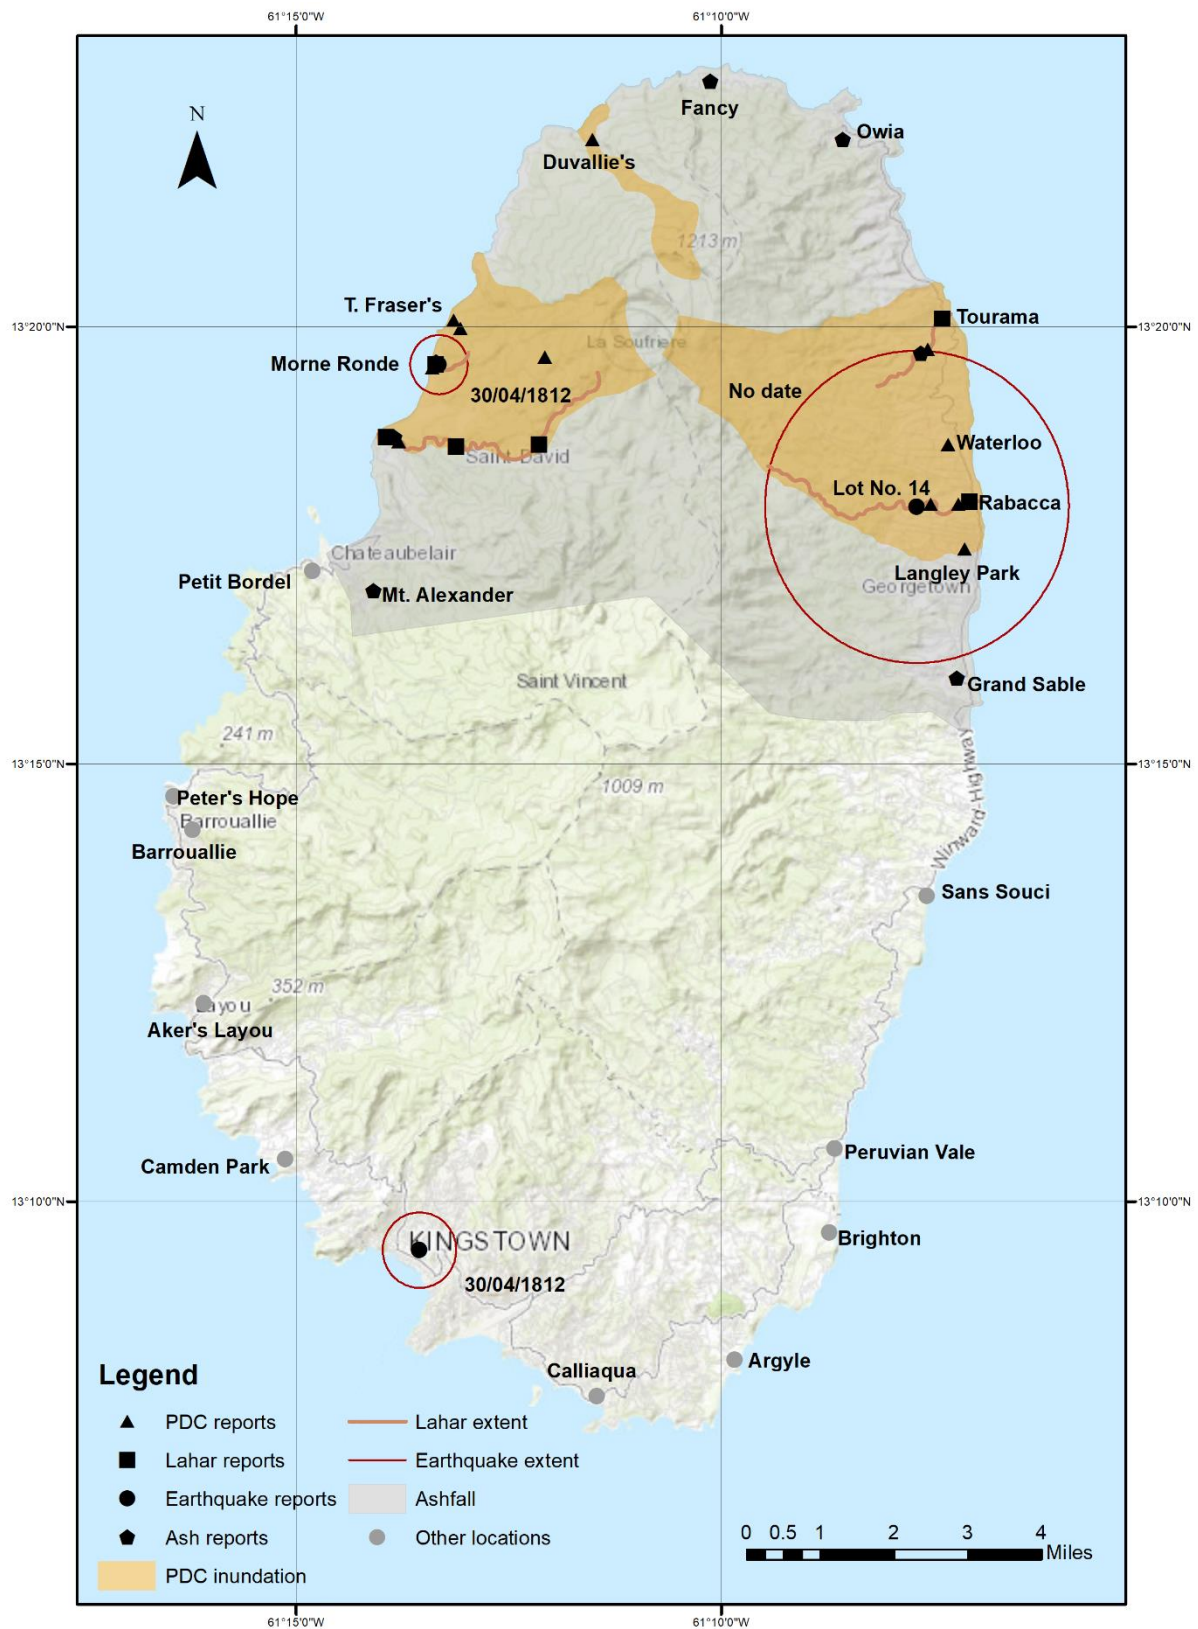 61°15'0"W
61°10'0"W
N
Fancy
Owia
Duvallie's
1213 m
T. Fraser's
13°20'0"N
13°20'0"N
Tourama
La Soufriere
Morne Ronde
30/04/1812
No date
Waterloo
Saint David
Lot No. 14
Rabacca
Chateaubelair
Langley Park
Petit Bordel
Georgetown
Mt. Alexander
Saint Vincent
Grand Sable
241 m
13°15'0"N
13°15'0"N
1009 m
Winward-Highway
Peter's Hope
Barrouallie
Barrouallie
Sans Souci
352 m
Layou
Aker's Layou
Peruvian Vale
Camden Park
13°10'0"N
13°10'0"N
KINGSTOWN
Brighton
30/04/1812
Argyle
Calliaqua
Legend
PDC reports
Lahar extent
Lahar reports
Earthquake extent
Earthquake reports
Ashfall
Ash reports
Other locations
PDC inundation
0 0.5 1 2 3 4
Miles
61°15'0"W
61°10'0"W